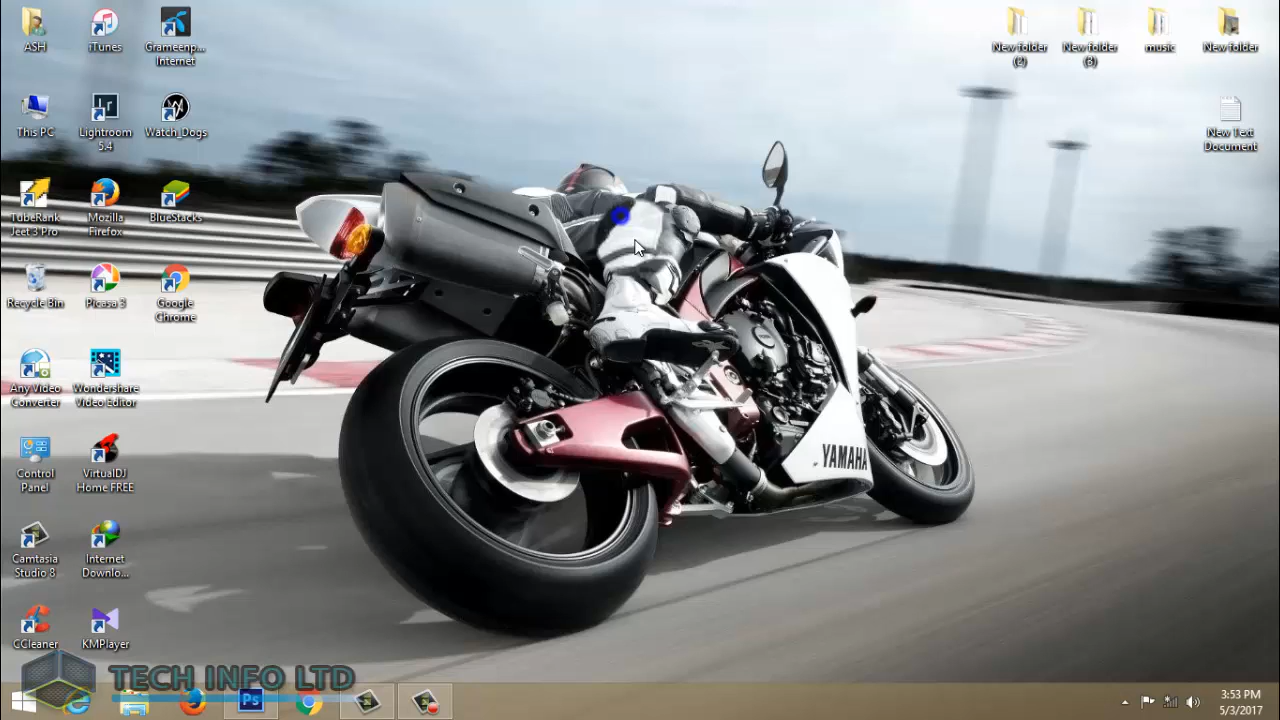 ASH
iTunes
Grameenp...
Internet
New folder
(2)
New folder
(3)
music
New folder
This PC
Lightroom
5.4
Watch_Dogs
New Text
Document
TubeRank
Jeet 3 Pro
Mozilla
Firefox
BlueStacks
Recycle Bin
Picasa 3
Google
Chrome
Any Video
Converter
Wondershare
Video Editor
YAMAHA
Control
Panel
VirtualDJ
Home FREE
Camtasia
Studio 8
Internet
Downlo...
CCleaner
KMPlayer
TECH INFO LTD
Ps
3:53 PM
5/3/2017
Lr